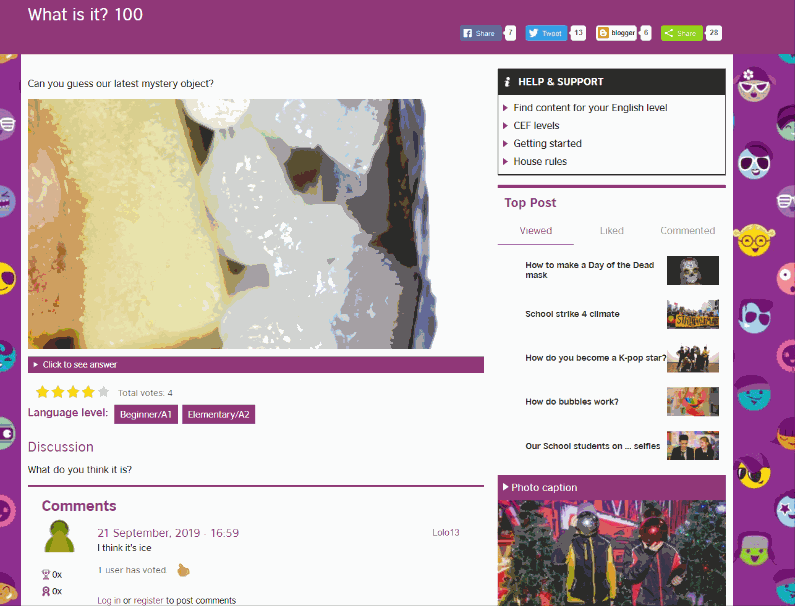 What is it? 100
Share 7 Tweet 13 blogger 6 Share 28
Can you guess our latest mystery object?
Click to see answer
Total votes: 4
Language level: Beginner/A1 Elementary/A2
Discussion
What do you think it is?
Comments
21 September, 2019 - 16:59 Lolo13
I think it's ice
1 user has voted.
0x
0x
Log in or register to post comments
HELP & SUPPORT
Find content for your English level
CEF levels
Getting started
House rules
Top Post
Viewed Liked Commented
How to make a Day of the Dead
mask
School strike 4 climate
How do you become a K-pop star?
How do bubbles work?
Our School students on ... selfies
Photo caption